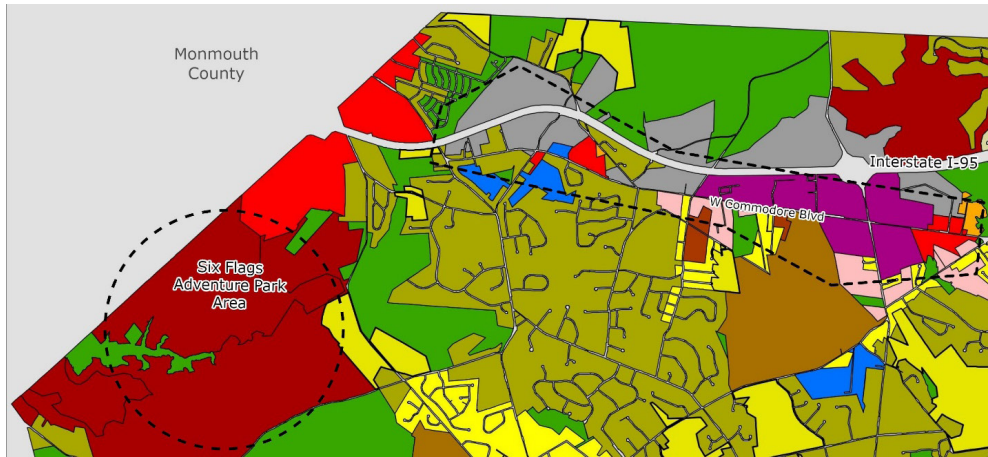 Monmouth
County
Interstate I-95
W Commodore Blvd
Six Flags
Adventure Park
Area